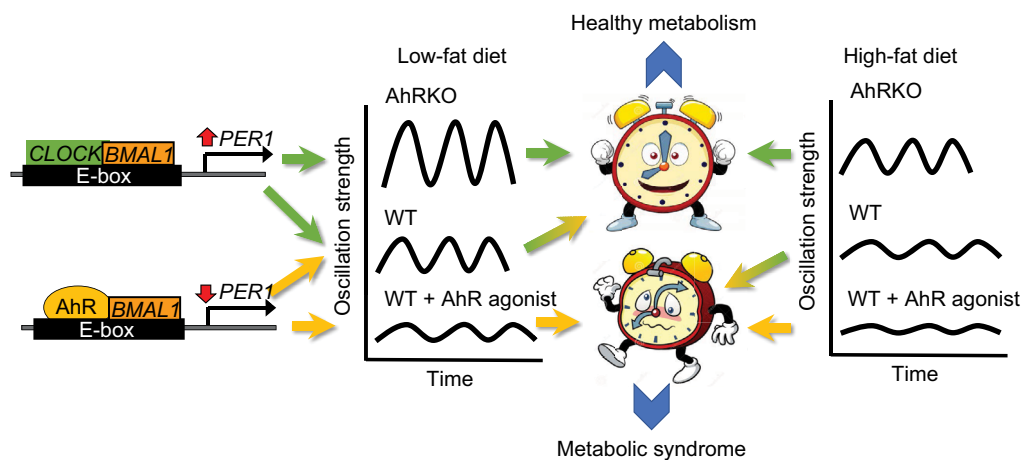 Healthy metabolism
Low-fat diet
High-fat diet
AhRKO
AhRKO
CLOCK BMAL1
PER1
E-box
Oscillation strength
Oscillation strength
WT
WT
AhR
BMAL1
PER1
E-box
WT + AhR agonist
WT + AhR agonist
Time
Time
Metabolic syndrome